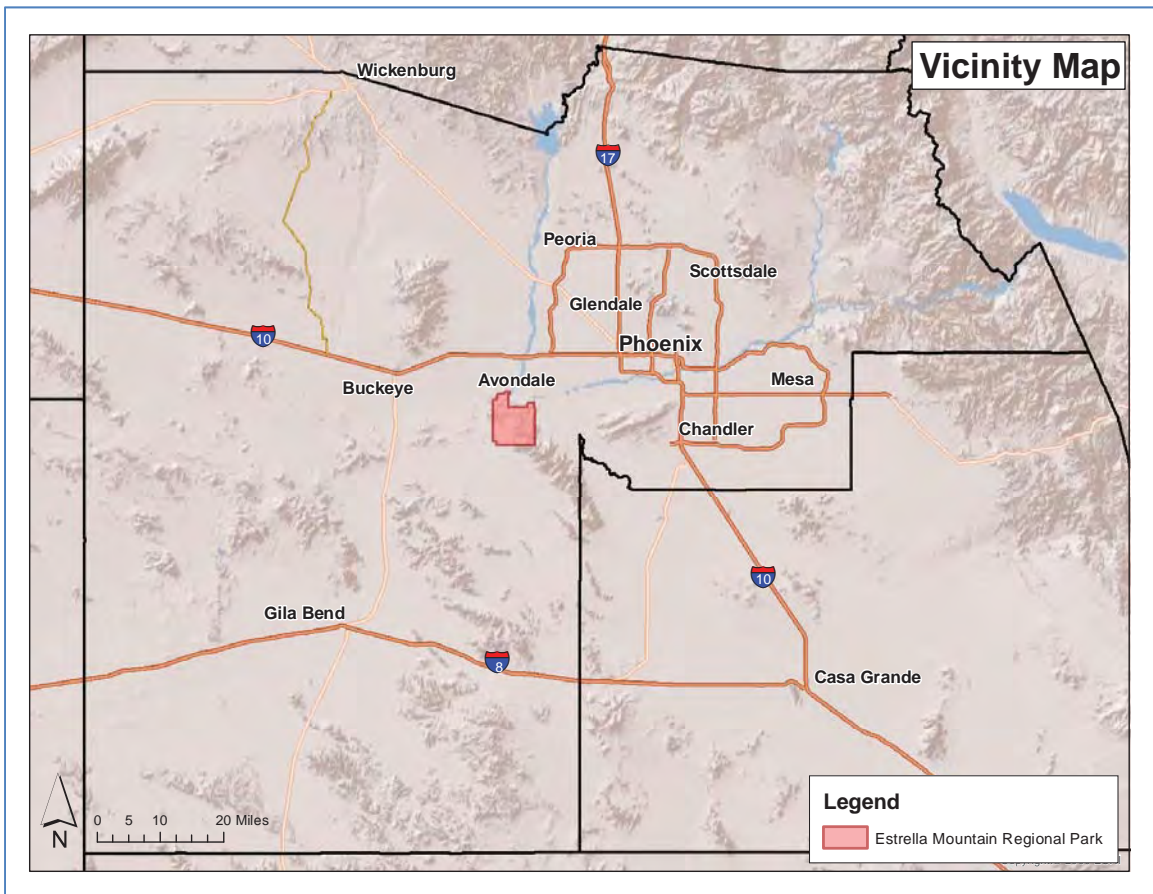 Vicinity Map
Wickenburg
17
Peoria
Scottsdale
Glendale
10
Phoenix
Buckeye
Avondale
Mesa
Chandler
10
Gila Bend
8
Casa Grande
N
0 5 10 20 Miles
Legend
Estrella Mountain Regional Park